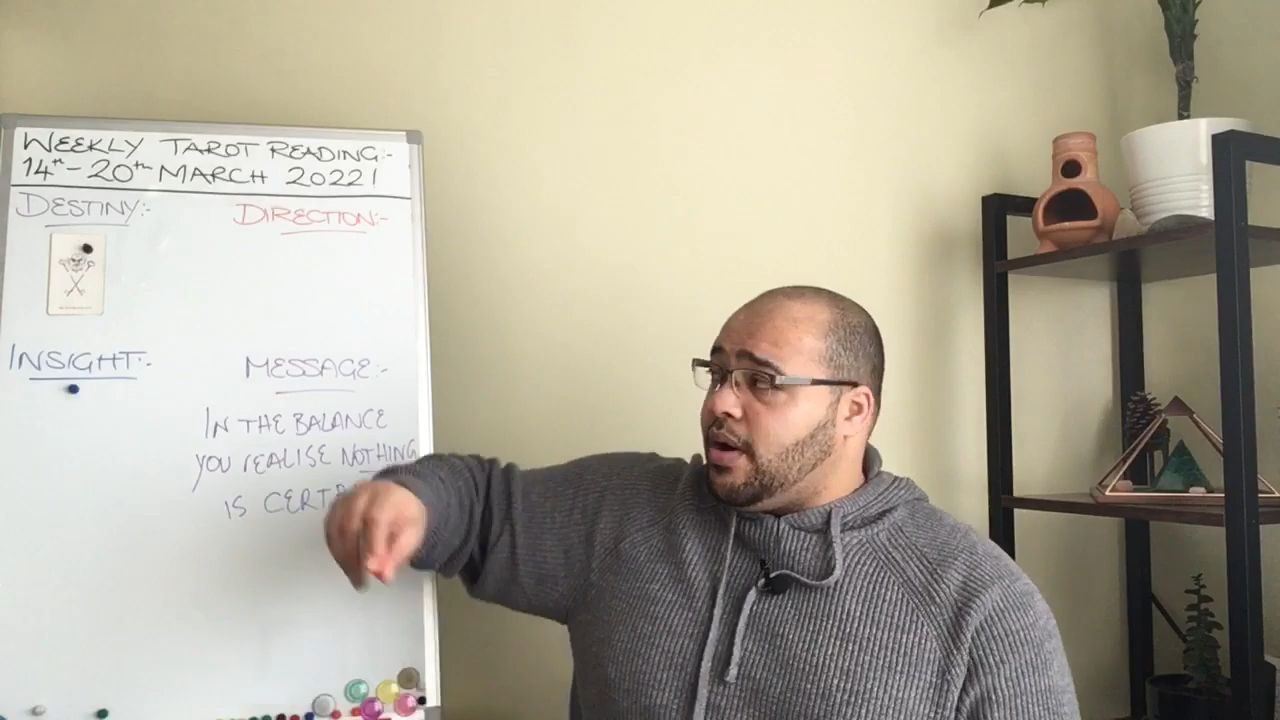 WEEKLY TAROT READING:-
14th-20th MARCH 2022!
DESTINY:-
DIRECTION:-
INSIGHT:-
MESSAGE:-
IN THE BALANCE
YOU REALISE NOTHING
IS